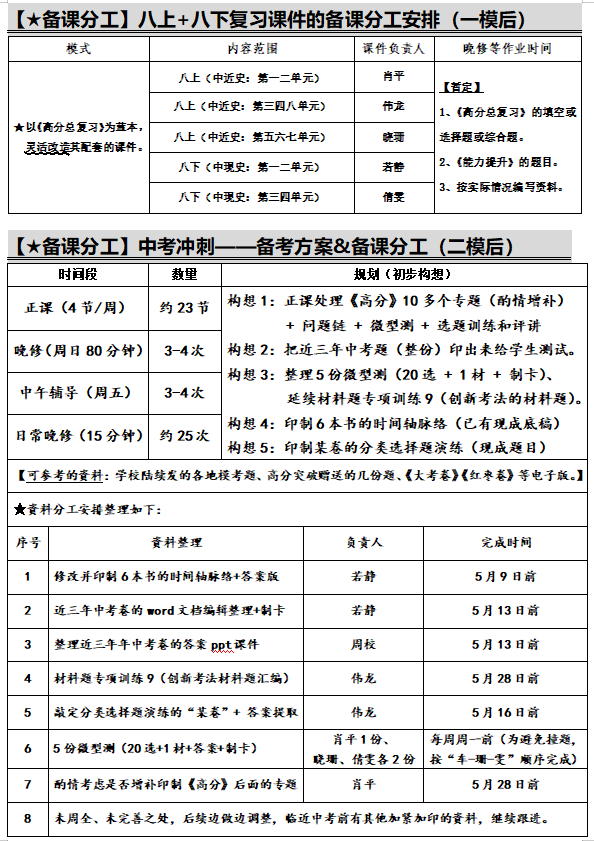 【★备课分工】八上+八下复习课件的备课分工安排（一模后）
模式 内容范围 课件负责人 晚修等作业时间
★以《高分总复习》为蓝本，
灵活改造其配套的课件。
八上（中近史：第一二单元） 肖平
八上（中近史：第三四八单元） 伟龙
八上（中近史：第五六七单元） 晓珊
八下（中现史：第一二单元） 若静
八下（中现史：第三四单元） 倩雯
【暂定】
1、《高分总复习》的填空或
选择题或综合题。
2、《能力提升》的题目。
3、按实际情况编写资料。
【★备课分工】中考冲刺——备考方案&备课分工（二模后）
时间段 数量 规划（初步构想）
正课（4节/周） 约23节
晚修（周日80分钟） 3-4次
中午辅导（周五） 3-4次
日常晚修（15分钟） 约25次
构想1：正课处理《高分》10多个专题（酌情增补）
+ 问题链 + 微型测 + 选题训练和评讲
构想2：把近三年中考题（整份）印出来给学生测试。
构想3：整理5份微型测（20选 + 1材 + 制卡）、
延续材料题专项训练9（创新考法的材料题）。
构想4：印制6本书的时间轴脉络（已有现成底稿）
构想5：印制某卷的分类选择题演练（现成题目）
【可参考的资料：学校陆续发的各地模考题、高分突破赠送的几份题、《大考卷》《红枣卷》等电子版。】
★资料分工安排整理如下：
序号 资料整理 负责人 完成时间
1 修改并印制6本书的时间轴脉络+答案版 若静 5月9日前
2 近三年中考卷的word文档编辑整理+制卡 若静 5月13日前
3 整理近三年年中考卷的答案ppt课件 周校 5月13日前
4 材料题专项训练9（创新考法材料题汇编） 伟龙 5月28日前
5 敲定分类选择题演练的“某卷”+ 答案提取 伟龙 5月16日前
6 5份微型测（20选+1材+答案+制卡） 肖平1份、
晓珊、倩雯各2份 每周周一前（为避免撞题，
按“车-珊-雯”顺序完成）
7 酌情考虑是否增补印制《高分》后面的专题 肖平 5月28日前
8 未周全、未完善之处，后续边做边调整，临近中考前有其他加紧加印的资料，继续跟进。